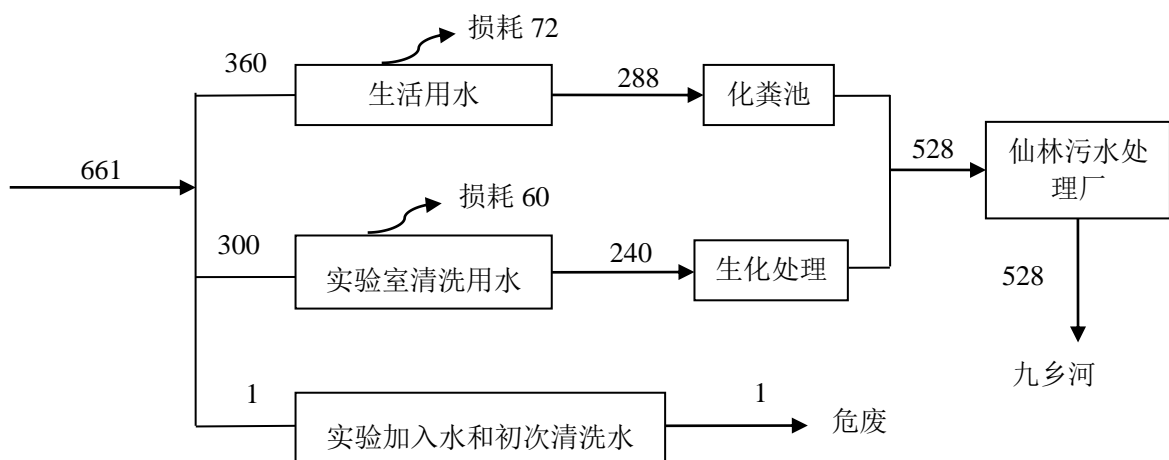 损耗 72
360
生活用水
288
化粪池
661
528
仙林污水处
理厂
损耗 60
300
实验室清洗用水
240
生化处理
528
九乡河
1
实验加入水和初次清洗水
1
危废